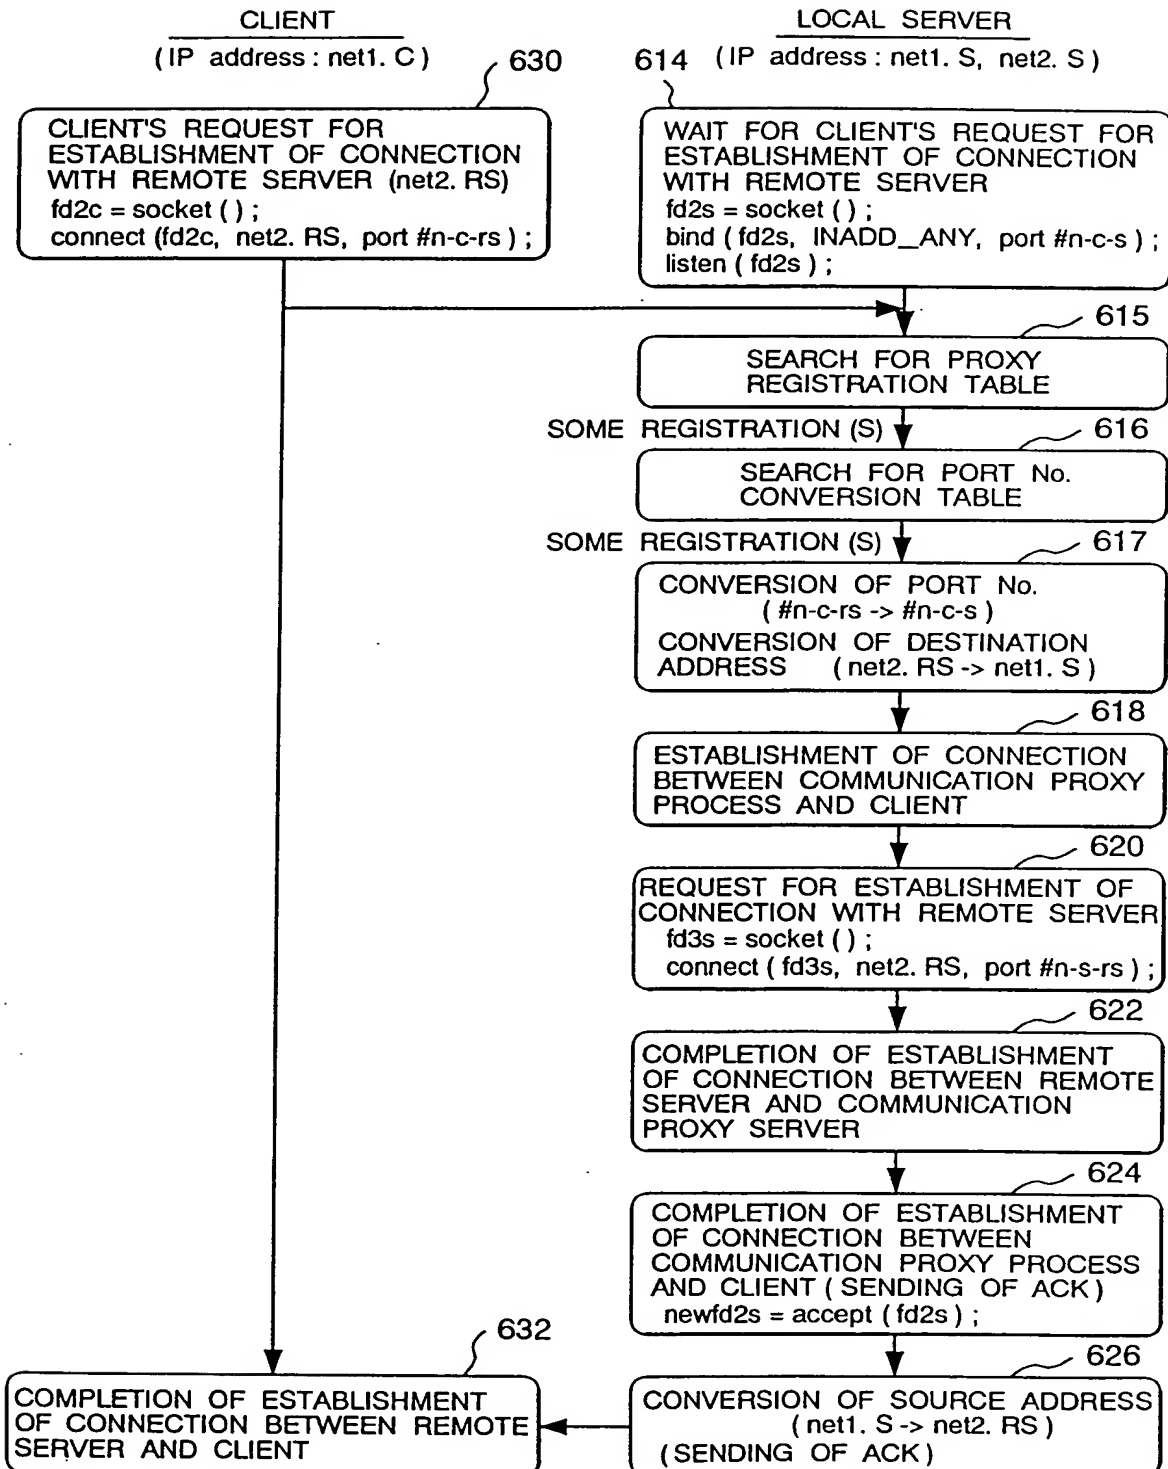 CLIENT
(IP address : net1. C)
630
CLIENT'S REQUEST FOR
ESTABLISHMENT OF CONNECTION
WITH REMOTE SERVER (net2. RS)
fd2c = socket ( ) ;
connect (fd2c, net2. RS, port #n-c-rs ) ;
LOCAL SERVER
(IP address : net1. S, net2. S)
614
WAIT FOR CLIENT'S REQUEST FOR
ESTABLISHMENT OF CONNECTION
WITH REMOTE SERVER
fd2s = socket ( ) ;
bind ( fd2s, INADD_ANY, port #n-c-s ) ;
listen ( fd2s ) ;
615
SEARCH FOR PROXY
REGISTRATION TABLE
SOME REGISTRATION (S)
616
SEARCH FOR PORT No.
CONVERSION TABLE
SOME REGISTRATION (S)
617
CONVERSION OF PORT No.
( #n-c-rs -> #n-c-s )
CONVERSION OF DESTINATION
ADDRESS ( net2. RS -> net1. S )
618
ESTABLISHMENT OF CONNECTION
BETWEEN COMMUNICATION PROXY
PROCESS AND CLIENT
620
REQUEST FOR ESTABLISHMENT OF
CONNECTION WITH REMOTE SERVER
fd3s = socket ( ) ;
connect ( fd3s, net2. RS, port #n-s-rs ) ;
622
COMPLETION OF ESTABLISHMENT
OF CONNECTION BETWEEN REMOTE
SERVER AND COMMUNICATION
PROXY SERVER
624
COMPLETION OF ESTABLISHMENT
OF CONNECTION BETWEEN
COMMUNICATION PROXY PROCESS
AND CLIENT ( SENDING OF ACK )
newfd2s = accept ( fd2s ) ;
626
CONVERSION OF SOURCE ADDRESS
( net1. S -> net2. RS )
( SENDING OF ACK )
632
COMPLETION OF ESTABLISHMENT
OF CONNECTION BETWEEN REMOTE
SERVER AND CLIENT